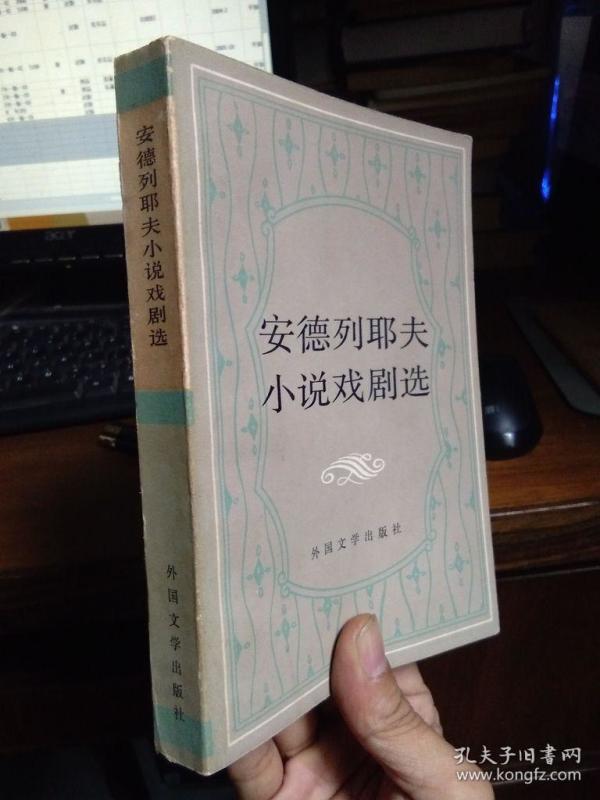 安德列耶夫小说戏剧选
外国文学出版社
安德列耶夫
小说戏剧选
外国文学出版社
acer
孔夫子旧书网
www.kongfz.com